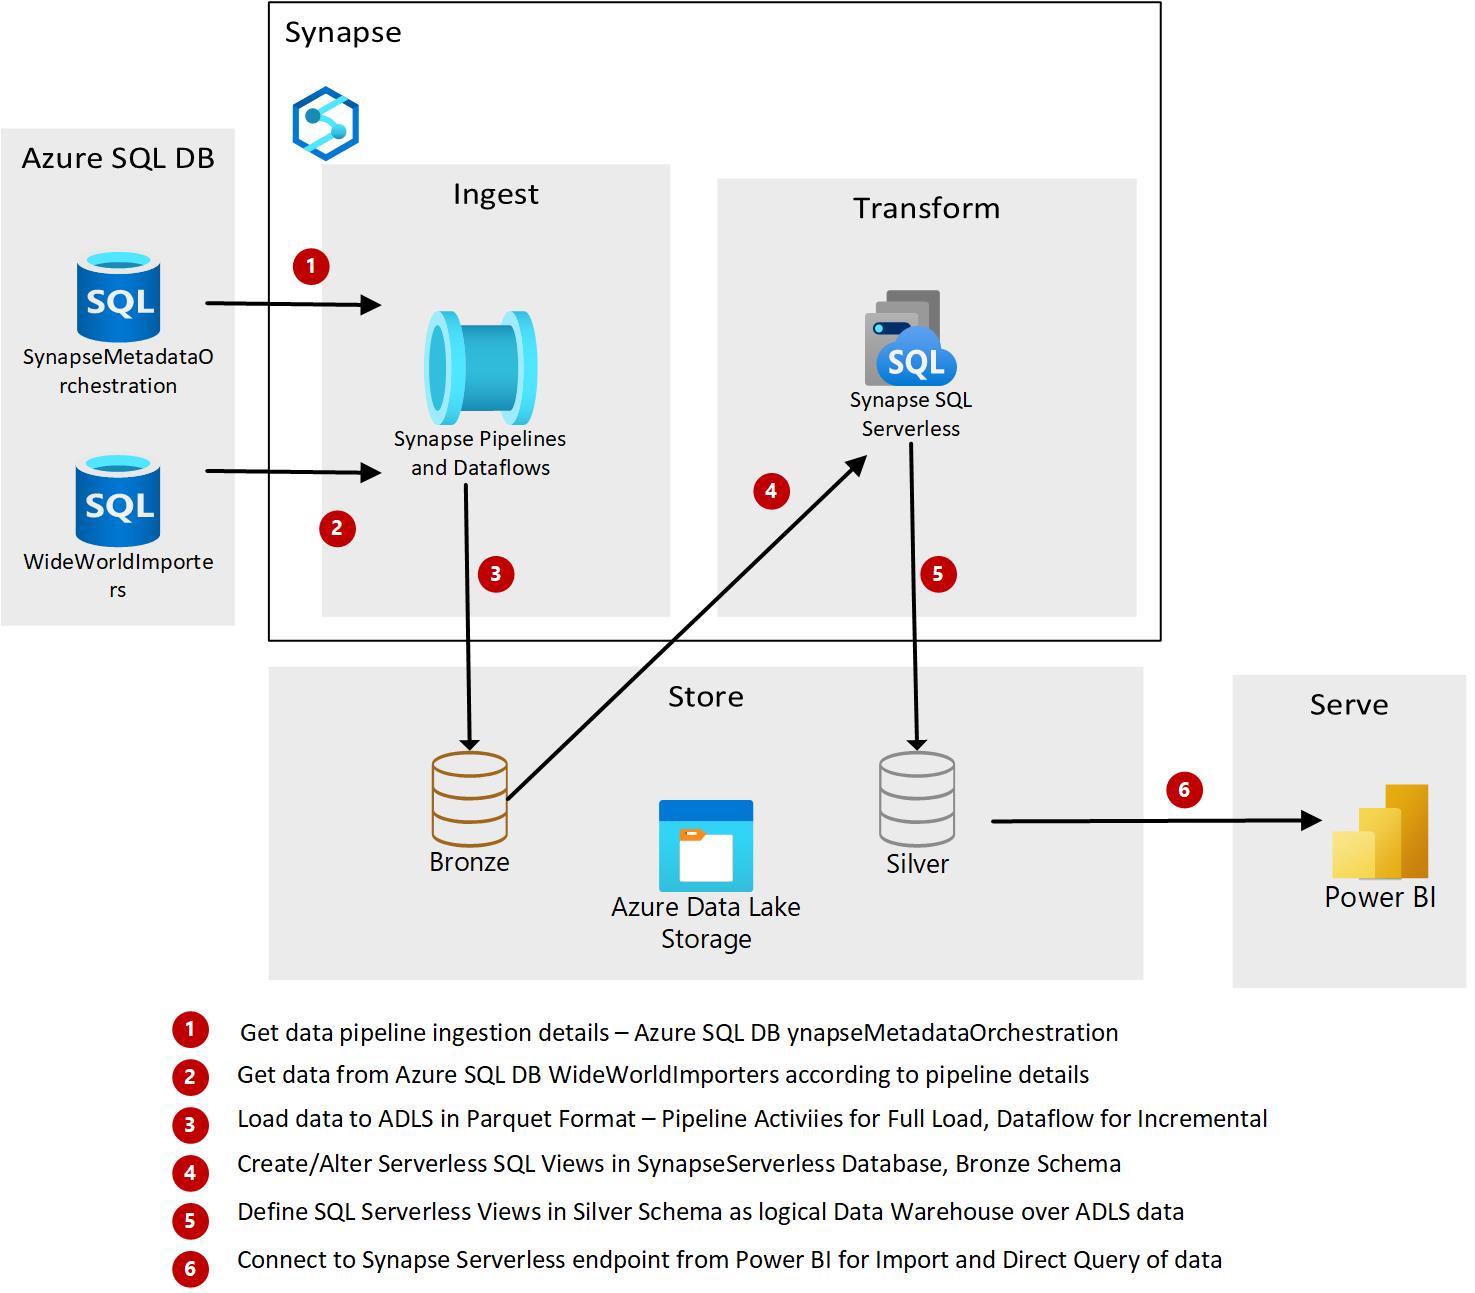 Synapse
Azure SQL DB
Ingest
Transform
1
SQL
SynapseMetadataO
rchestration
SQL
Synapse SQL
Serverless
Synapse Pipelines
and Dataflows
SQL
WideWorldImporte
rs
2
3
4
5
Store
Serve
6
Bronze
Silver
Azure Data Lake
Storage
Power BI
1 Get data pipeline ingestion details – Azure SQL DB ynapseMetadataOrchestration
2 Get data from Azure SQL DB WideWorldImporters according to pipeline details
3 Load data to ADLS in Parquet Format – Pipeline Activiies for Full Load, Dataflow for Incremental
4 Create/Alter Serverless SQL Views in SynapseServerless Database, Bronze Schema
5 Define SQL Serverless Views in Silver Schema as logical Data Warehouse over ADLS data
6 Connect to Synapse Serverless endpoint from Power BI for Import and Direct Query of data